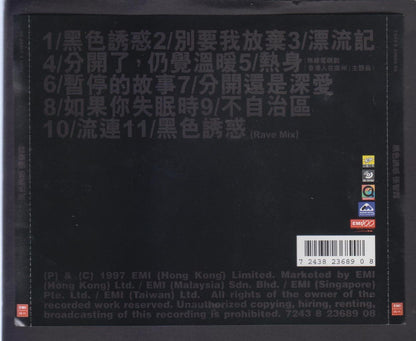 1/黑色誘惑2/別要我放棄3/漂流記
4/分開了，仍覺溫暖5/熱身
6/暫停的故事7/分開還是深愛
8/如果你失眠時9/不自治區
10/流連11/黑色誘惑(Rave Mix)
EMI
7 2438 23689 0 8
(P) & (C) 1997 EMI (Hong Kong) Limited. Marketed by EMI
(Hong Kong) Ltd. / EMI (Malaysia) Sdn. Bhd. / EMI (Singapore)
Pte. Ltd. / EMI (Taiwan) Ltd. All rights of the owner of the
recorded work reserved. Unauthorized copying, hiring, renting,
broadcasting of this recording is prohibited. 7243 8 23689 08